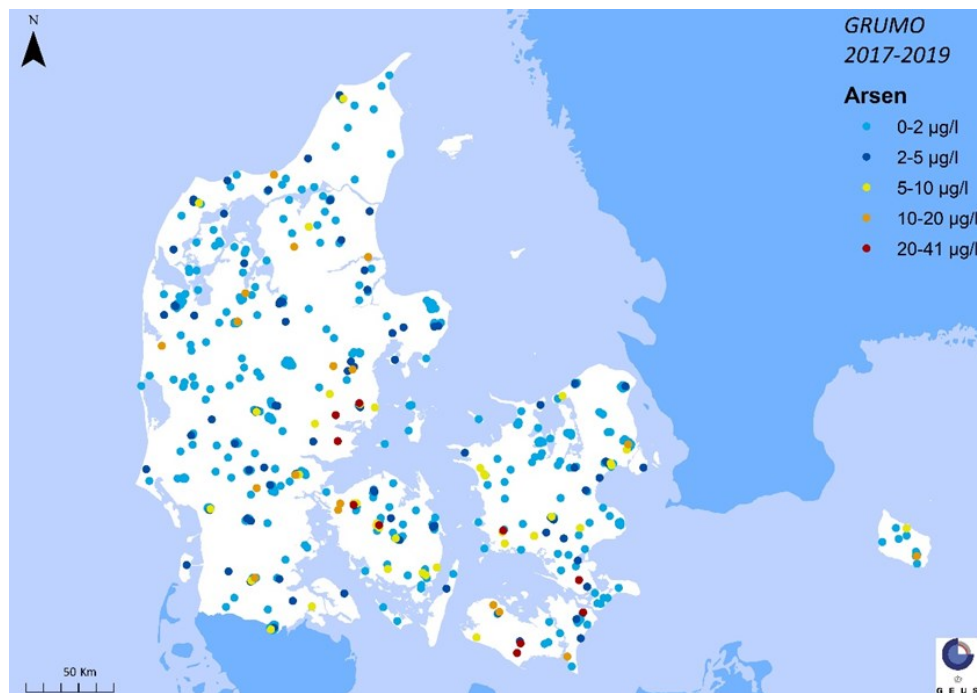 N
GRUMO
2017-2019
Arsen
0-2 µg/l
2-5 µg/l
5-10 µg/l
10-20 µg/l
20-41 µg/l
50 Km
G E U S